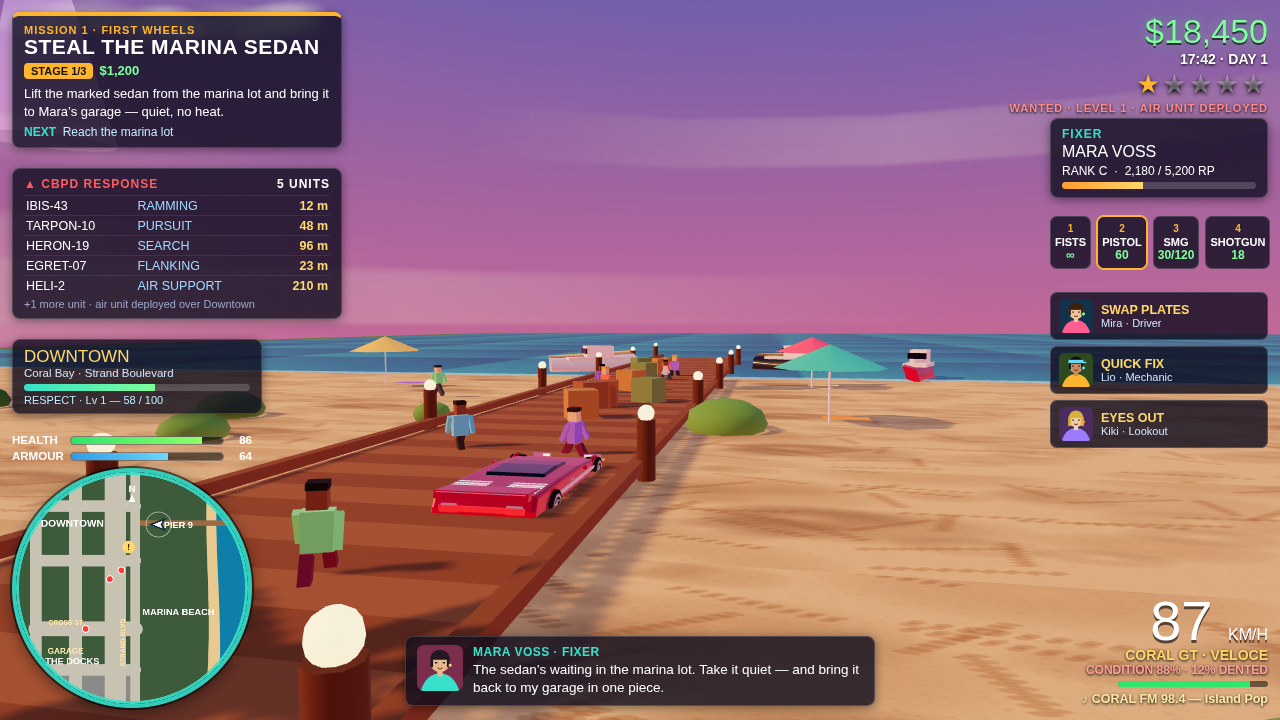 MISSION 1 · FIRST WHEELS
STEAL THE MARINA SEDAN
STAGE 1/3 $1,200
Lift the marked sedan from the marina lot and bring it
to Mara's garage — quiet, no heat.
NEXT Reach the marina lot
▲ CBPD RESPONSE 5 UNITS
IBIS-43 RAMMING 12 m
TARPON-10 PURSUIT 48 m
HERON-19 SEARCH 96 m
EGRET-07 FLANKING 23 m
HELI-2 AIR SUPPORT 210 m
+1 more unit · air unit deployed over Downtown
DOWNTOWN
Coral Bay · Strand Boulevard
RESPECT · Lv 1 — 58 / 100
HEALTH 86
ARMOUR 64
N
DOWNTOWN
PIER 9
!
MARINA BEACH
CROSS ST
STRAND BLVD
GARAGE
THE DOCKS
$18,450
17:42 · DAY 1
WANTED · LEVEL 1 · AIR UNIT DEPLOYED
FIXER
MARA VOSS
RANK C · 2,180 / 5,200 RP
1 2 3 4
FISTS PISTOL SMG SHOTGUN
∞ 60 30/120 18
SWAP PLATES
Mira · Driver
QUICK FIX
Lio · Mechanic
EYES OUT
Kiki · Lookout
MARA VOSS · FIXER
The sedan's waiting in the marina lot. Take it quiet — and bring it
back to my garage in one piece.
87 KM/H
CORAL GT · VELOCE
CONDITION 88% · 12% DENTED
♪ CORAL FM 98.4 — Island Pop